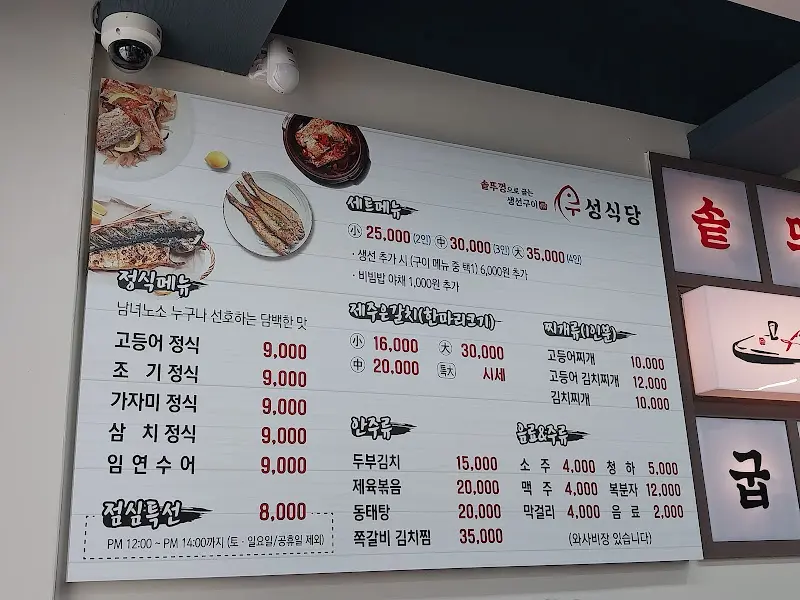 솥뚜껑으로 굽는
생선구이
구성식당
세트메뉴
小 25,000 (2인) 中 30,000 (3인) 大 35,000 (4인)
· 생선 추가 시 (구이 메뉴 중 택1) 6,000원 추가
· 비빔밥 야채 1,000원 추가
정식메뉴
남녀노소 누구나 선호하는 담백한 맛
고등어 정식 9,000
조 기 정식 9,000
가자미 정식 9,000
삼 치 정식 9,000
임 연 수 어 9,000
점심특선 8,000
PM 12:00 ~ PM 14:00까지 (토 · 일요일/공휴일 제외)
제주은갈치(한마리크기)
小 16,000 大 30,000
中 20,000 특大 시세
찌개류(1인분)
고등어찌개 10,000
고등어 김치찌개 12,000
김치찌개 10,000
안주류
두부김치 15,000
제육볶음 20,000
동태탕 20,000
쪽갈비 김치찜 35,000
음료&주류
소 주 4,000 청 하 5,000
맥 주 4,000 복분자 12,000
막걸리 4,000 음 료 2,000
(와사비장 있습니다)
솥
굽